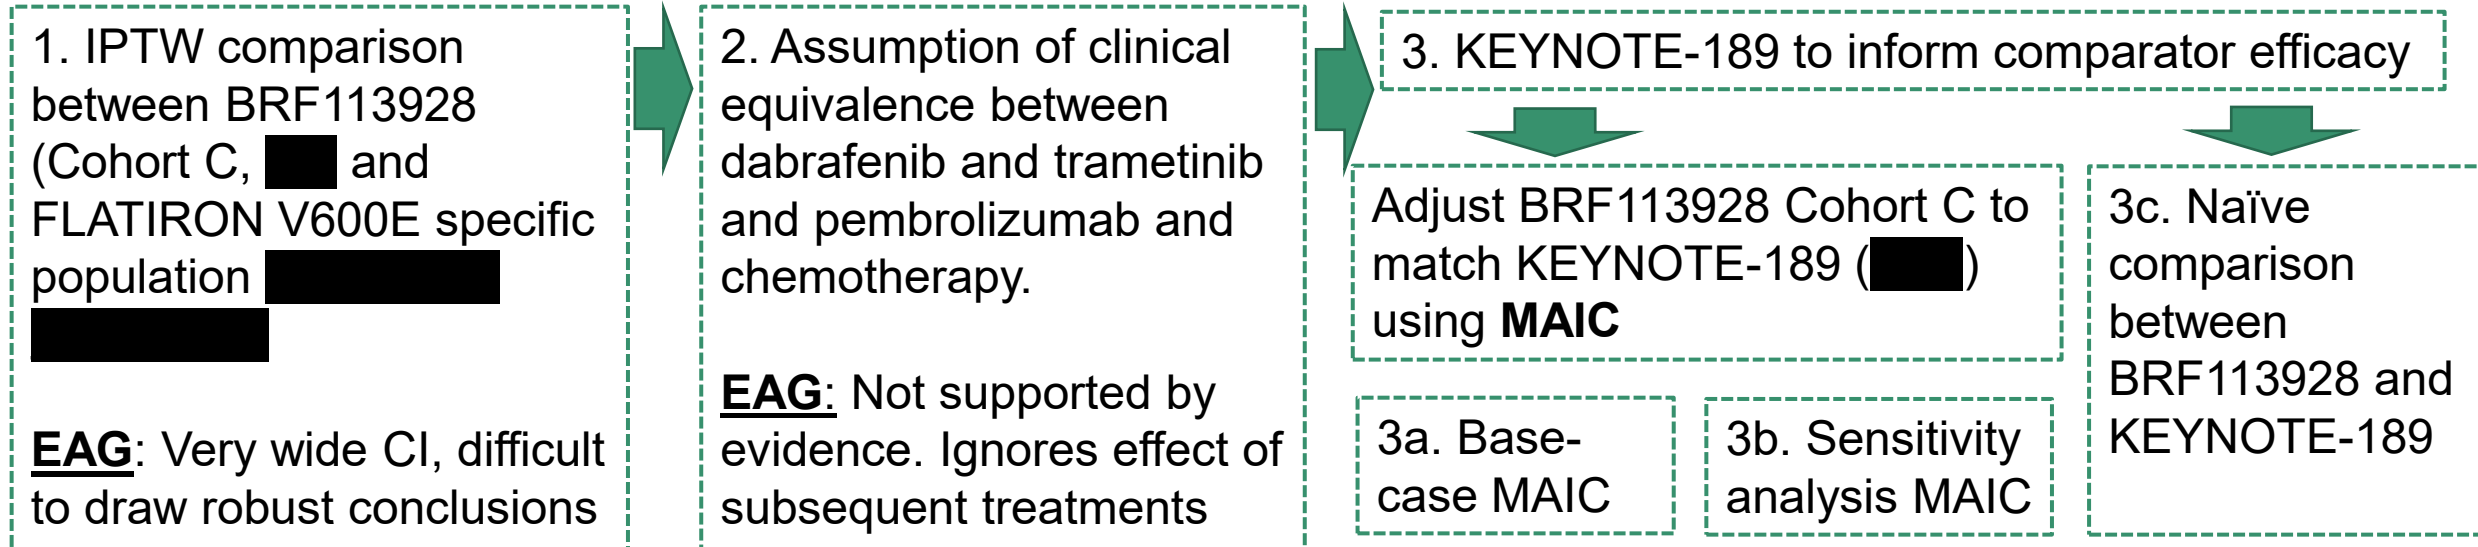 1. IPTW comparison
between BRF113928
(Cohort C, and
FLATIRON V600E specific
population
EAG: Very wide CI, difficult
to draw robust conclusions
2. Assumption of clinical
equivalence between
dabrafenib and trametinib
and pembrolizumab and
chemotherapy.
EAG: Not supported by
evidence. Ignores effect of
subsequent treatments
3. KEYNOTE-189 to inform comparator efficacy
Adjust BRF113928 Cohort C to
match KEYNOTE-189 ( )
using MAIC
3a. Base-
case MAIC
3b. Sensitivity
analysis MAIC
3c. Naïve
comparison
between
BRF113928 and
KEYNOTE-189